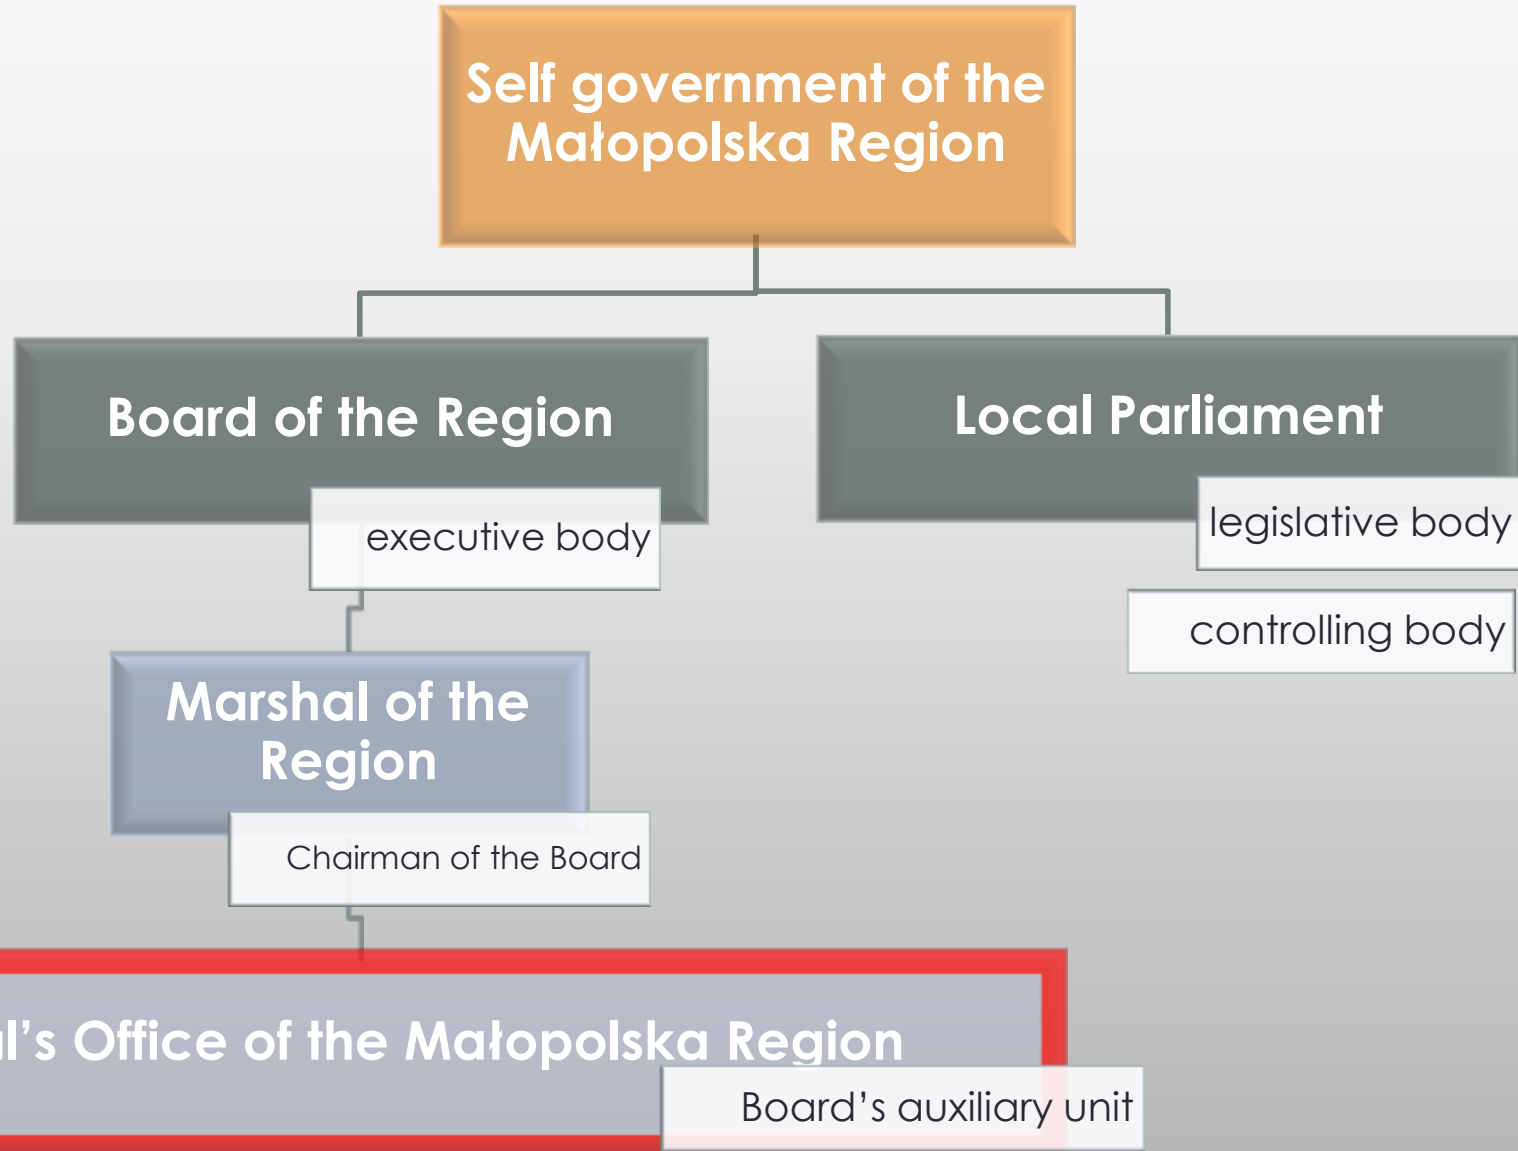 Self government of the
Małopolska Region
Board of the Region
executive body
Local Parliament
legislative body
controlling body
Marshal of the
Region
Chairman of the Board
Office of the Małopolska Region
Board’s auxiliary unit